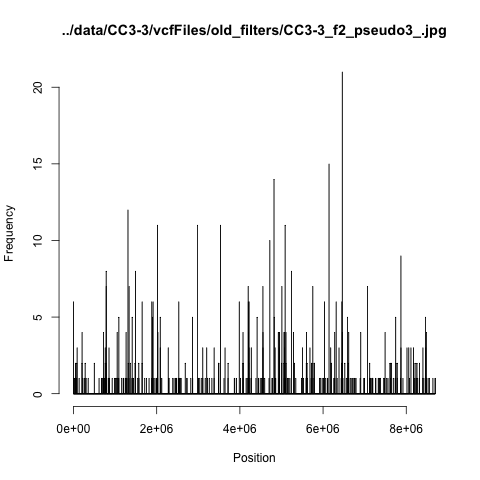 ../data/CC3-3/vcfFiles/old_filters/CC3-3_f2_pseudo3_.jpg
20
15
10
5
0
Frequency
0e+00 2e+06 4e+06 6e+06 8e+06
Position